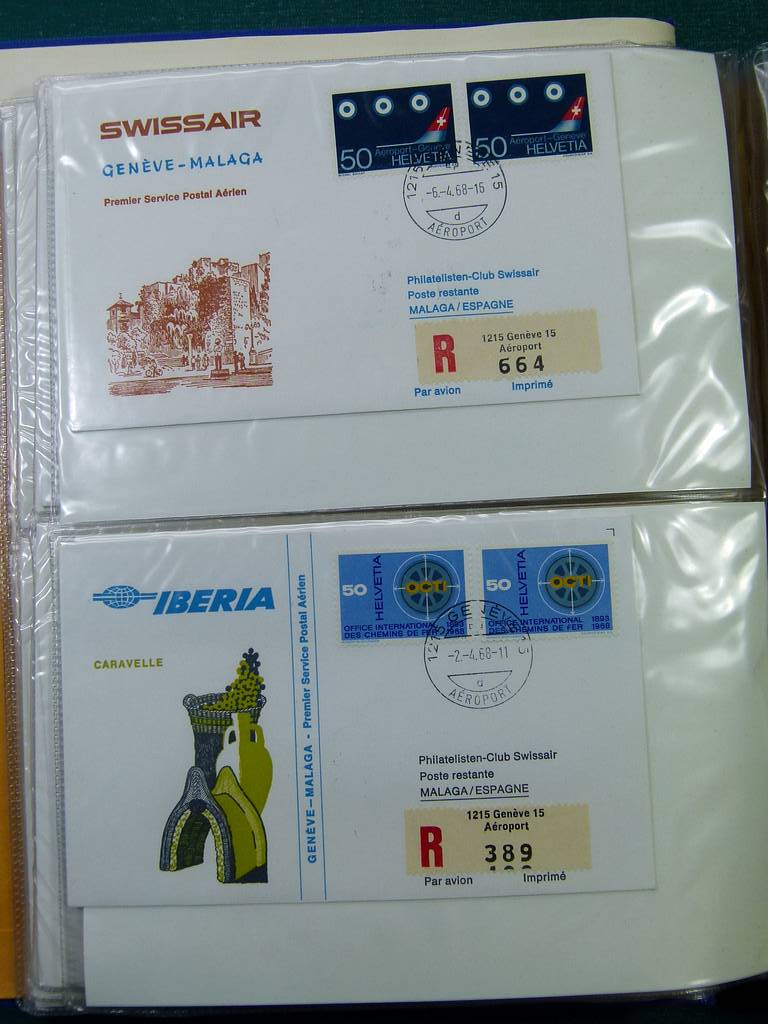 SWISSAIR
GENÈVE-MALAGA
Premier Service Postal Aérien
50 Aéroport-Genève
HELVETIA
50 Aéroport-Genève
HELVETIA
-6.-4.68-15
15
d
AÉROPORT
Philatelisten-Club Swissair
Poste restante
MALAGA/ESPAGNE
R
1215 Genève 15
Aéroport
664
Par avion
Imprimé
IBERIA
CARAVELLE
GENÈVE-MALAGA - Premier Service Postal Aérien
50 HELVETIA OCTI
OFFICE INTERNATIONAL 1893
DES CHEMINS DE FER 1968
50 HELVETIA OCTI
OFFICE INTERNATIONAL 1893
DES CHEMINS DE FER 1968
1215 GENÈVE 15
-2.-4.68-11
d
AÉROPORT
Philatelisten-Club Swissair
Poste restante
MALAGA/ESPAGNE
R
1215 Genève 15
Aéroport
389
Par avion
Imprimé